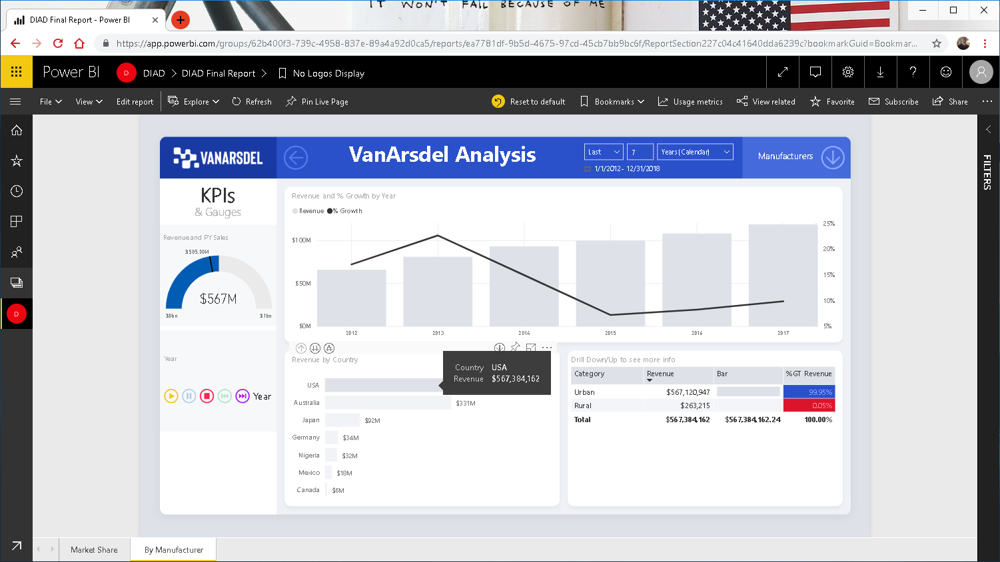 IT WON'T FAIL BECAUSE OF ME
DIAD Final Report - Power BI
https://app.powerbi.com/groups/62b400f3-739c-4958-837e-89a4a92d0ca5/reports/ea7781df-9b5d-4675-97cd-45cb7bb9bc6f/ReportSection227c04c41640dda6239c?bookmarkGuid=Bookmar...
Power BI D DIAD > DIAD Final Report > No Logos Display
File View Edit report Explore Refresh Pin Live Page Reset to default Bookmarks Usage metrics View related Favorite Subscribe Share ...
VANARSDEL
VanArsdel Analysis
Last 7 Years (Calendar)
1/1/2012 - 12/31/2018
Manufacturers
FILTERS
KPIs
& Gauges
Revenue and PY Sales
$505.00M
$567M
$0bn $1bn
Year
Year
D
Revenue and % Growth by Year
Revenue % Growth
$100M
$50M
$0M
25%
20%
15%
10%
5%
2012 2013 2014 2015 2016 2017
Revenue by Country
USA
Australia $331M
Japan $92M
Germany $34M
Nigeria $32M
Mexico $18M
Canada $6M
Country USA
Revenue $567,384,162
Drill Down/Up to see more info
Category Revenue Bar %GT Revenue
Urban $567,120,947 99.95%
Rural $263,215 0.05%
Total $567,384,162 $567,384,162.24 100.00%
Market Share By Manufacturer